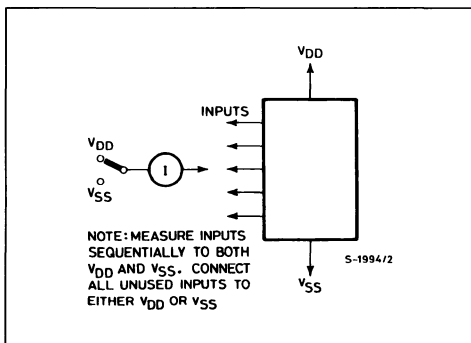 VDD
INPUTS
VDD
I
VSS
NOTE: MEASURE INPUTS
SEQUENTIALLY TO BOTH
VDD AND VSS. CONNECT
ALL UNUSED INPUTS TO
EITHER VDD OR VSS
S-1994/2
VSS